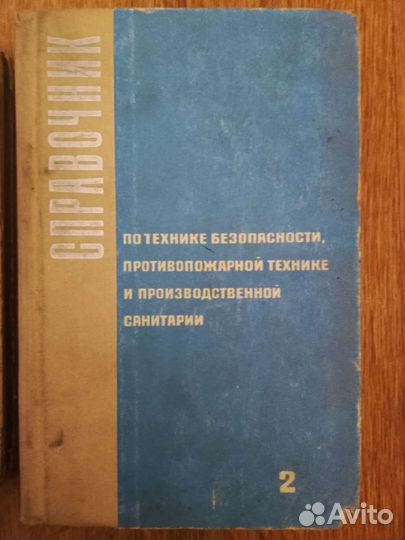 СПРАВОЧНИК
ПО ТЕХНИКЕ БЕЗОПАСНОСТИ,
ПРОТИВОПОЖАРНОЙ ТЕХНИКЕ
И ПРОИЗВОДСТВЕННОЙ
САНИТАРИИ
2
Avito